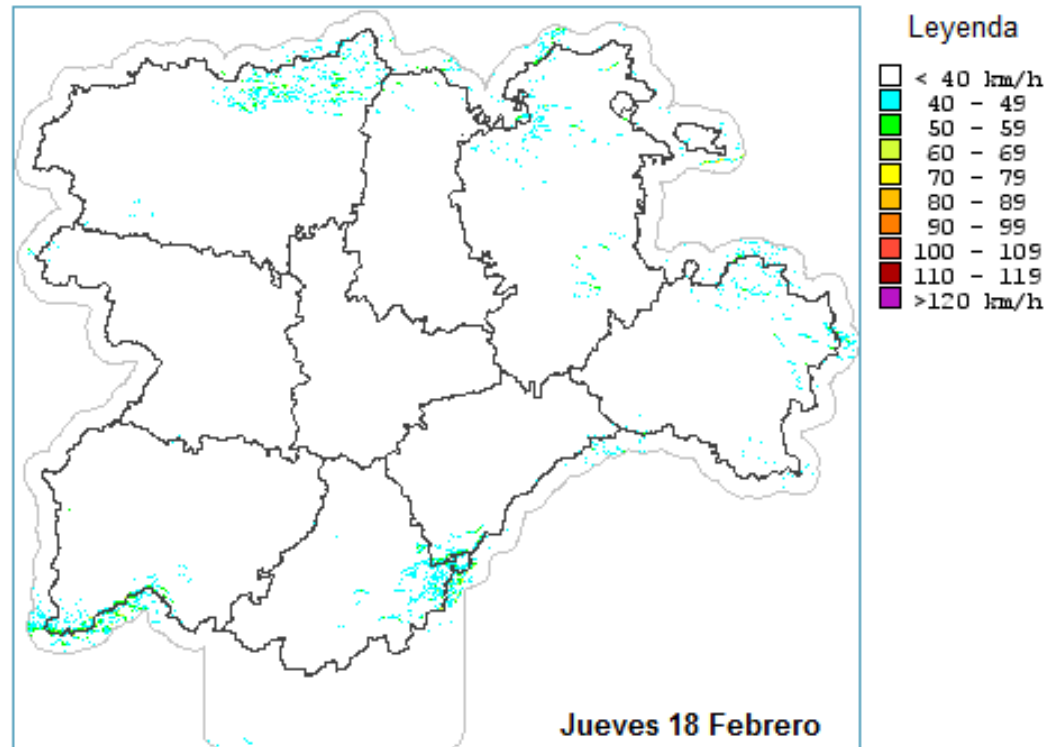 Leyenda
< 40 km/h
40 - 49
50 - 59
60 - 69
70 - 79
80 - 89
90 - 99
100 - 109
110 - 119
>120 km/h
Jueves 18 Febrero